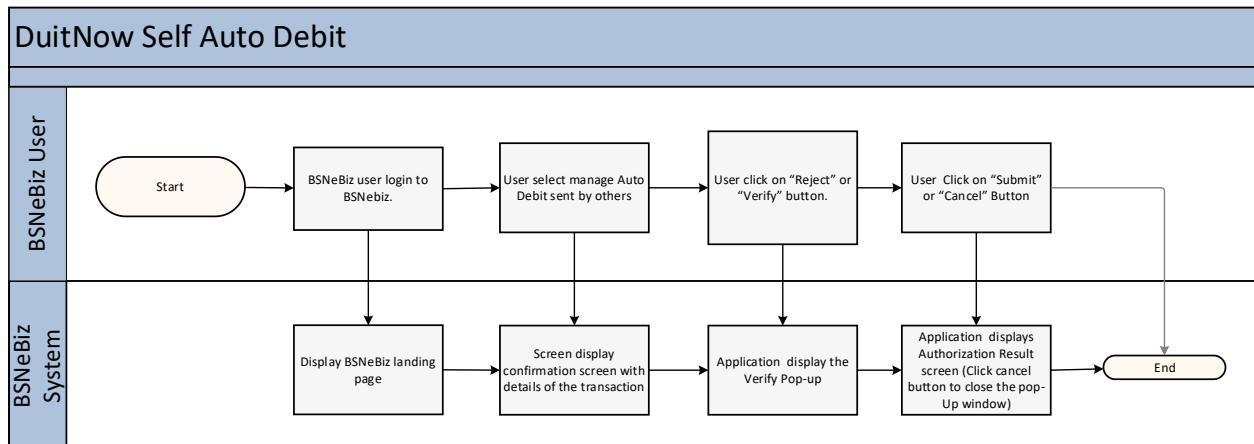 DuitNow Self Auto Debit
BSNeBiz User
Start
BSNeBiz user login to
BSNebiz.
User select manage Auto
Debit sent by others
User click on “Reject” or
“Verify” button.
User Click on “Submit”
or “Cancel” Button
BSNeBiz
System
Display BSNeBiz landing
page
Screen display
confirmation screen with
details of the transaction
Application display the
Verify Pop-up
Application displays
Authorization Result
screen (Click cancel
button to close the pop-
Up window)
End